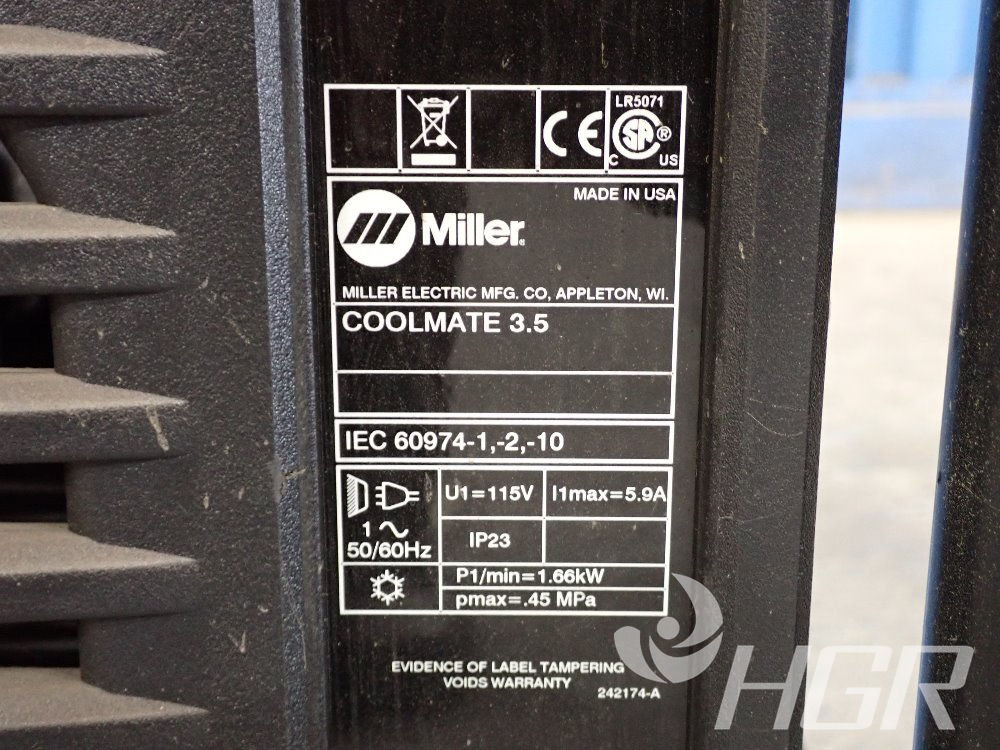 LR5071
CE
SA®
C US
MADE IN USA
Miller®
MILLER ELECTRIC MFG. CO, APPLETON, WI.
COOLMATE 3.5
IEC 60974-1,-2,-10
U1=115V I1max=5.9A
1
50/60Hz
IP23
P1/min=1.66kW
pmax=.45 MPa
EVIDENCE OF LABEL TAMPERING
VOIDS WARRANTY
242174-A
HGR